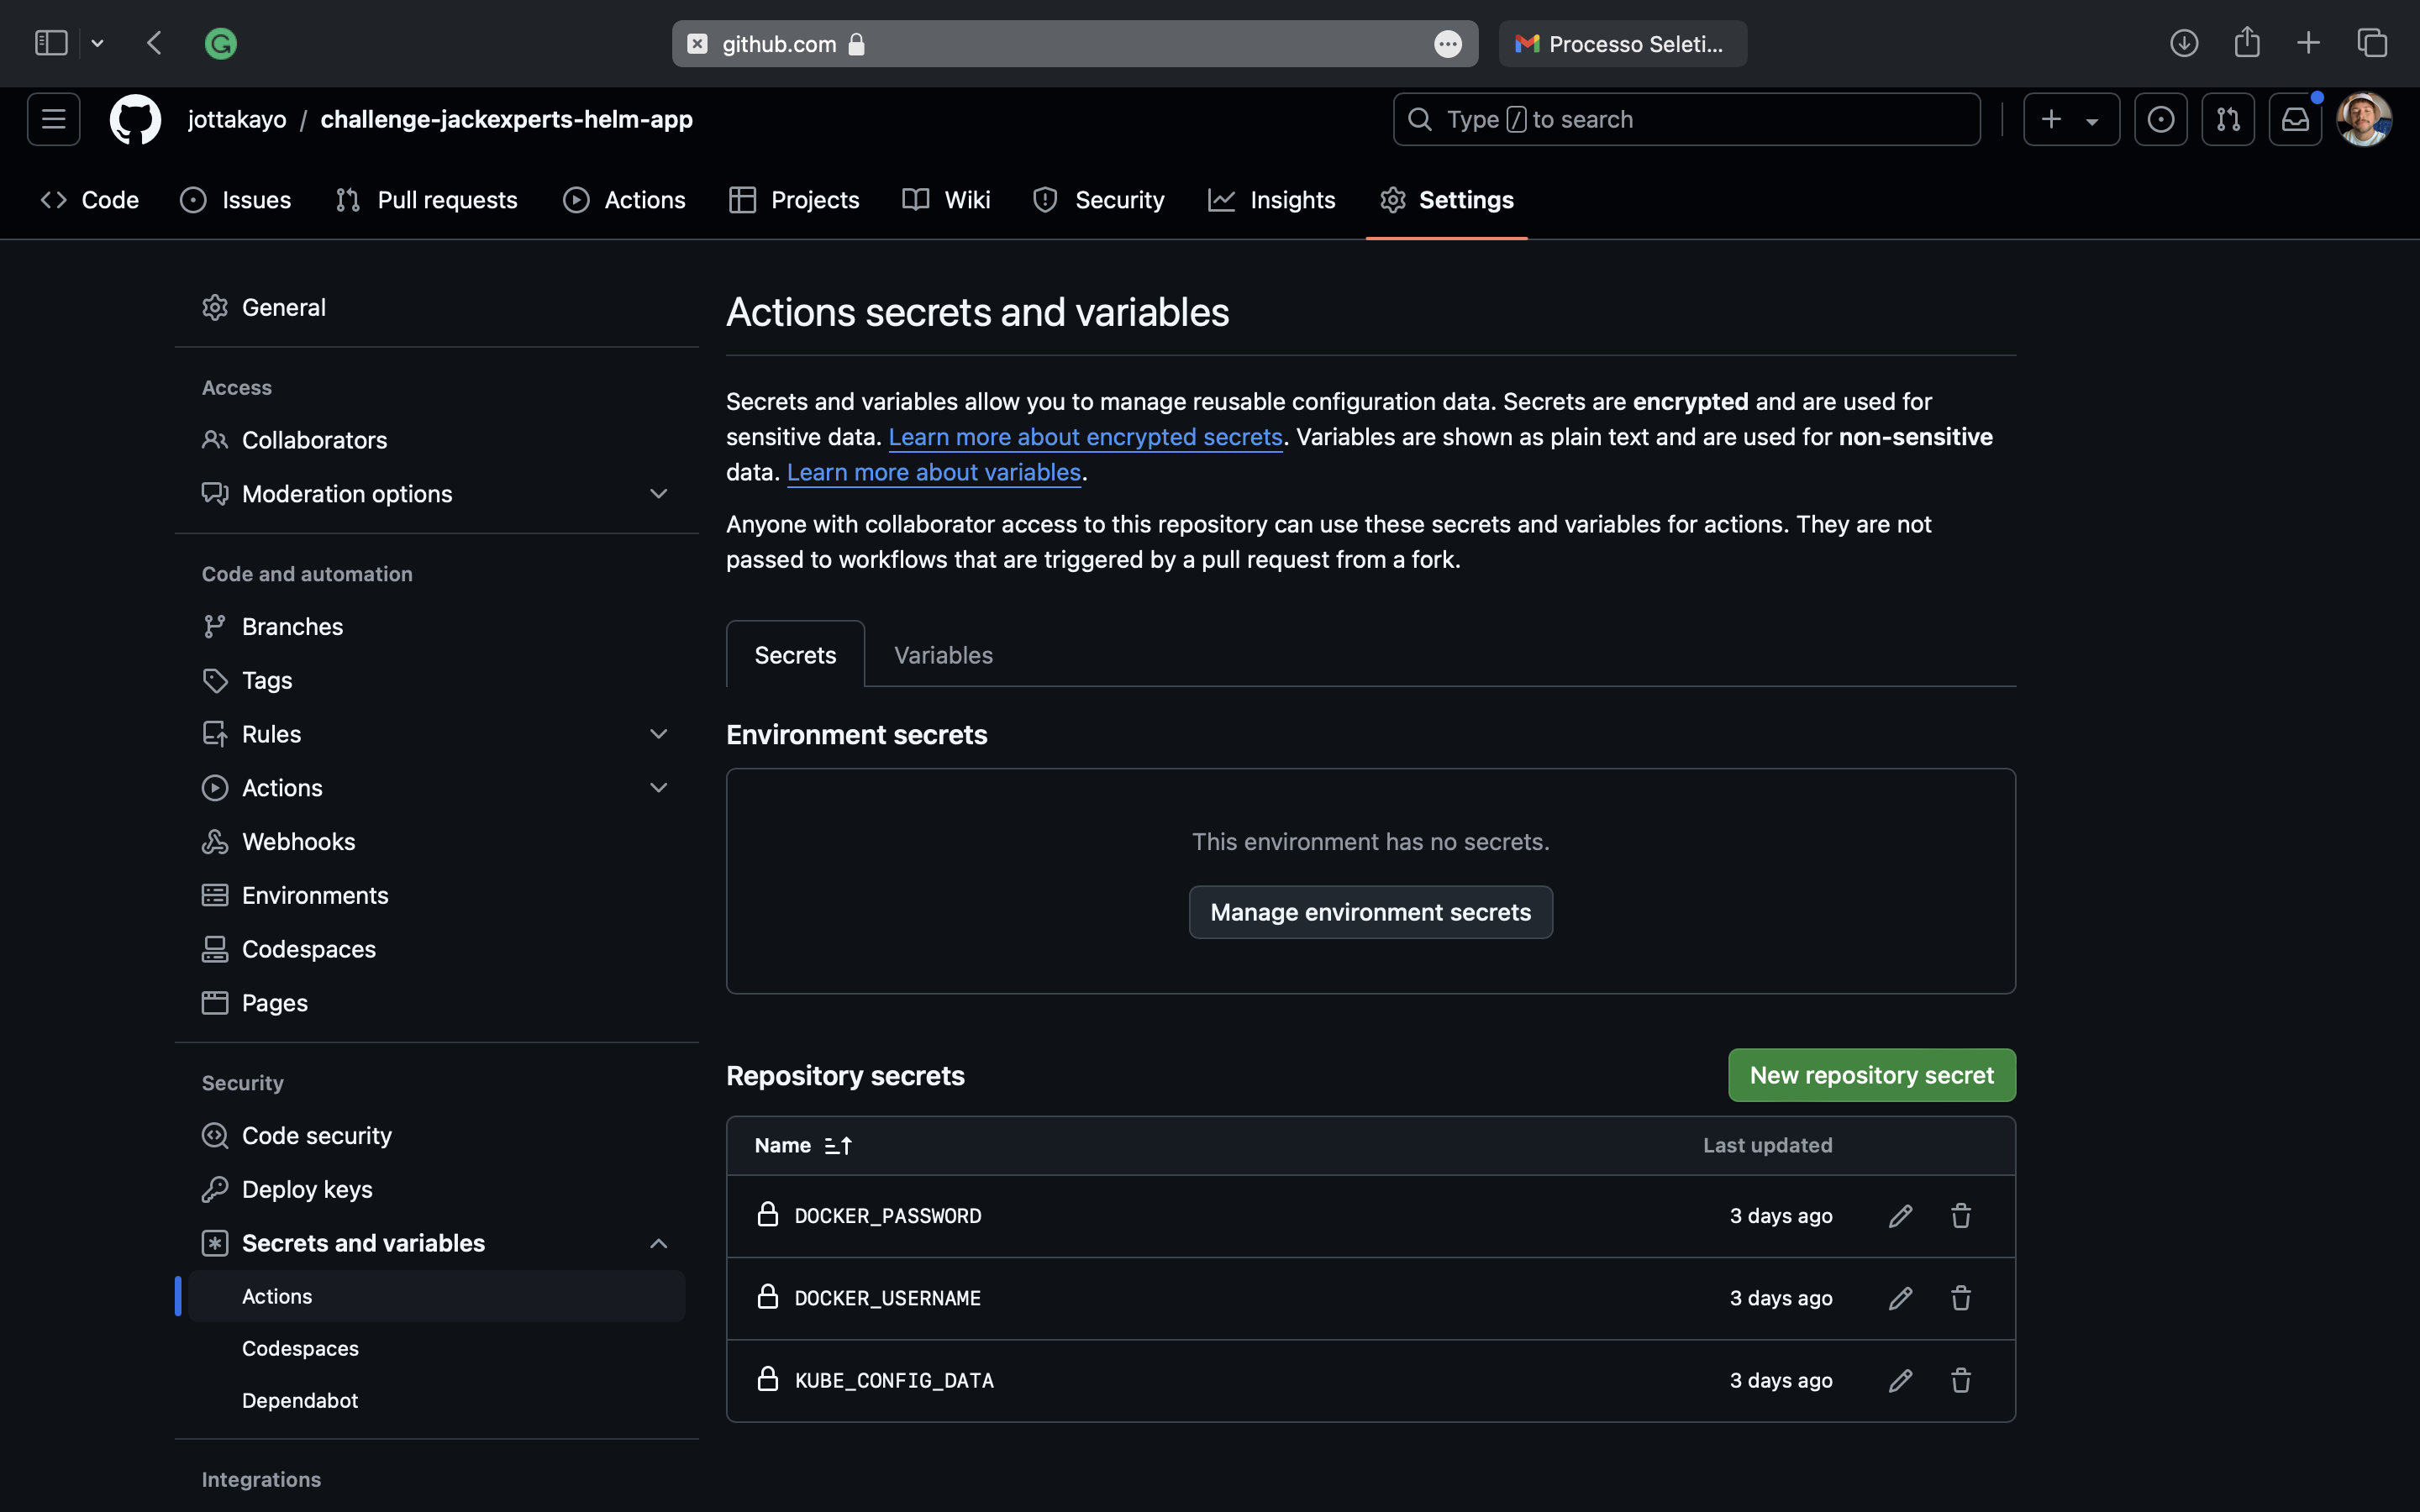 github.com
Processo Seleti...
jottakayo / challenge-jackexperts-helm-app
Type / to search
Code
Issues
Pull requests
Actions
Projects
Wiki
Security
Insights
Settings
General
Access
Collaborators
Moderation options
Code and automation
Branches
Tags
Rules
Actions
Webhooks
Environments
Codespaces
Pages
Security
Code security
Deploy keys
Secrets and variables
Actions
Codespaces
Dependabot
Integrations
Actions secrets and variables
Secrets and variables allow you to manage reusable configuration data. Secrets are encrypted and are used for
sensitive data. Learn more about encrypted secrets. Variables are shown as plain text and are used for non-sensitive
data. Learn more about variables.
Anyone with collaborator access to this repository can use these secrets and variables for actions. They are not
passed to workflows that are triggered by a pull request from a fork.
Secrets
Variables
Environment secrets
This environment has no secrets.
Manage environment secrets
Repository secrets
New repository secret
Name
Last updated
DOCKER_PASSWORD
3 days ago
DOCKER_USERNAME
3 days ago
KUBE_CONFIG_DATA
3 days ago